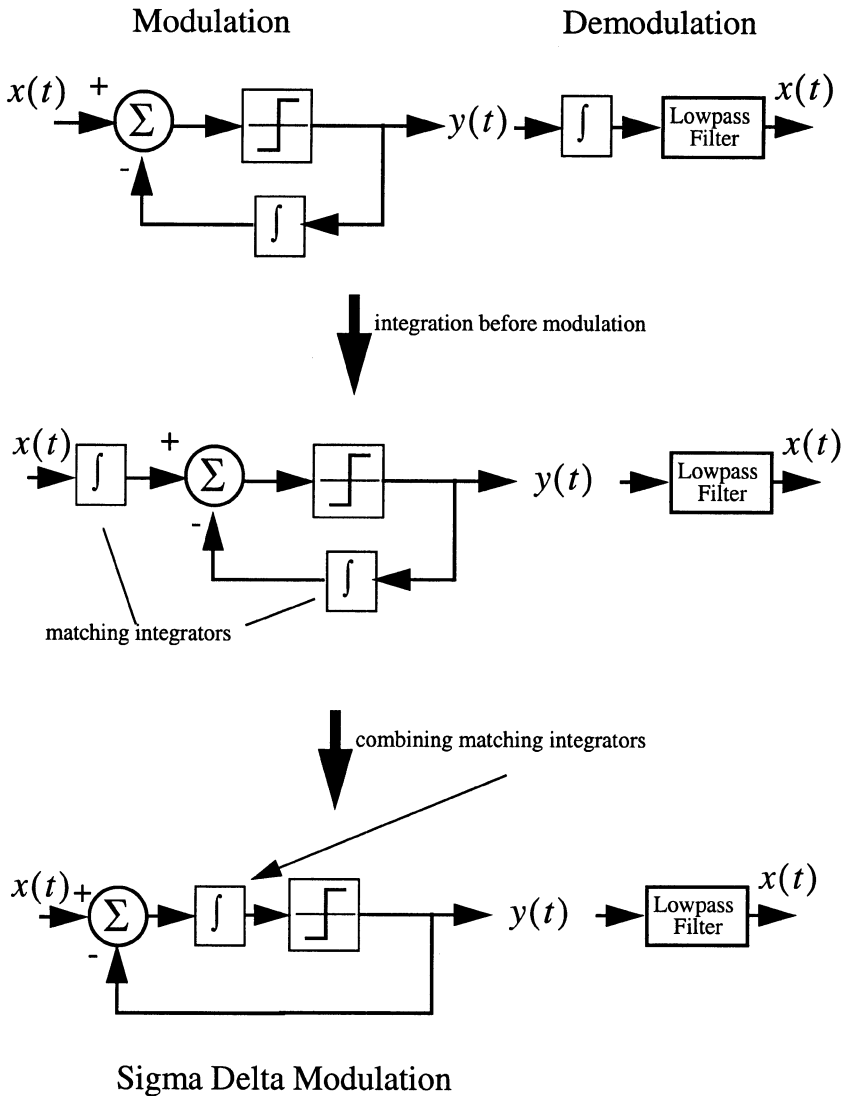 Modulation
Demodulation
x(t)
+
Σ
-
∫
y(t)
∫
Lowpass
Filter
x(t)
integration before modulation
x(t)
∫
+
Σ
-
∫
y(t)
Lowpass
Filter
x(t)
matching integrators
combining matching integrators
x(t)
+
Σ
-
∫
y(t)
Lowpass
Filter
x(t)
Sigma Delta Modulation